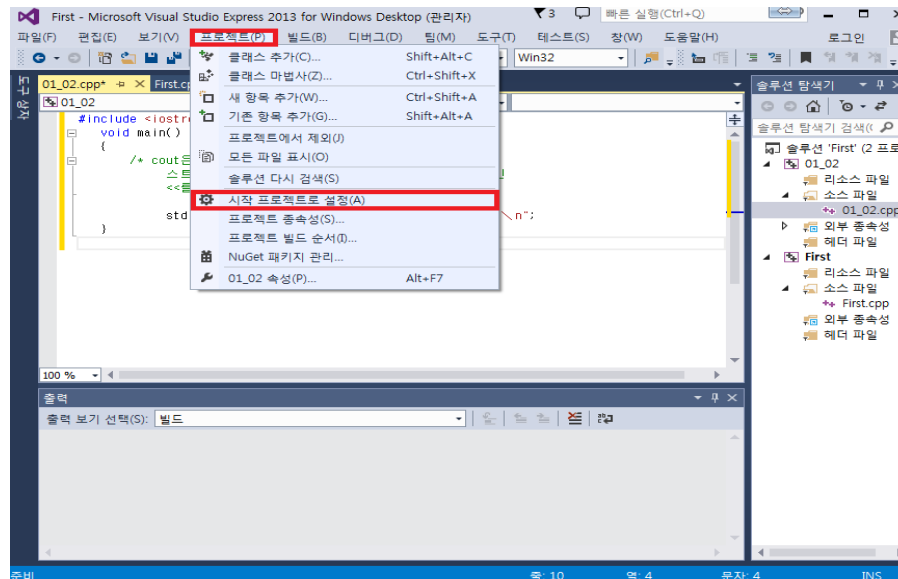 First - Microsoft Visual Studio Express 2013 for Windows Desktop (관리자)
3
빠른 실행(Ctrl+Q)
파일(F) 편집(E) 보기(V) 프로젝트(P) 빌드(B) 디버그(D) 팀(M) 도구(T) 테스트(S) 창(W) 도움말(H) 로그인
Win32
도구 상자
01_02.cpp*
First.c
01_02
#include <iostr
void main()
{
/* cout은
스트
<<를
std
\n";
}
클래스 추가(C)... Shift+Alt+C
클래스 마법사(Z)... Ctrl+Shift+X
새 항목 추가(W)... Ctrl+Shift+A
기존 항목 추가(G)... Shift+Alt+A
프로젝트에서 제외(J)
모든 파일 표시(O)
솔루션 다시 검색(S)
시작 프로젝트로 설정(A)
프로젝트 종속성(S)...
프로젝트 빌드 순서(I)...
NuGet 패키지 관리...
01_02 속성(P)... Alt+F7
100 %
출력
출력 보기 선택(S): 빌드
솔루션 탐색기
솔루션 탐색기 검색(
솔루션 'First' (2 프로
01_02
리소스 파일
소스 파일
01_02.cpp
외부 종속성
헤더 파일
First
리소스 파일
소스 파일
First.cpp
외부 종속성
헤더 파일
준비 줄: 10 열: 4 문자: 4 INS